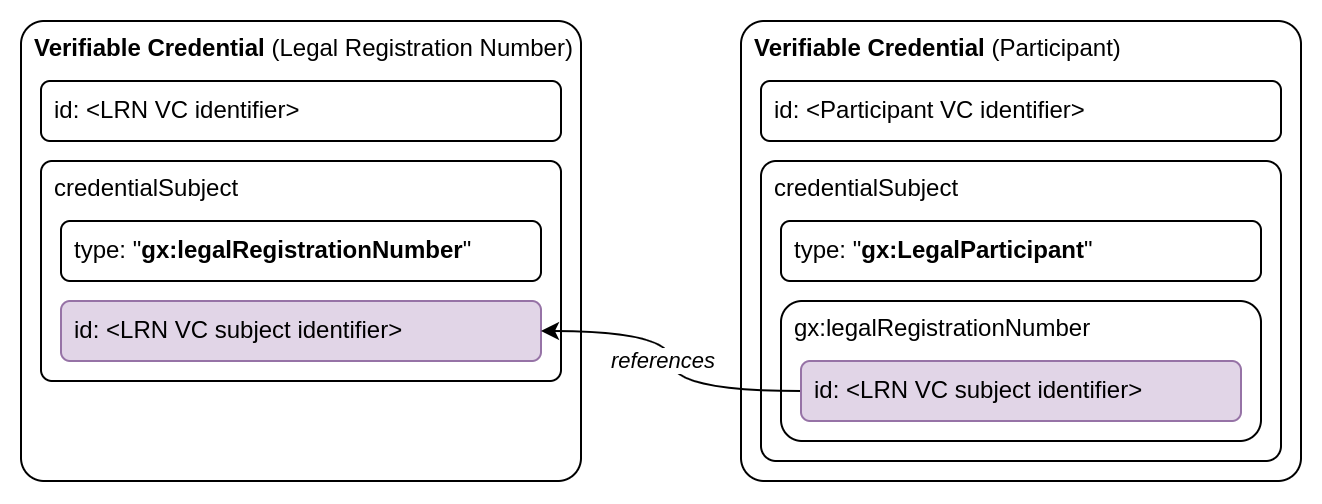 Verifiable Credential (Legal Registration Number)
id: <LRN VC identifier>
credentialSubject
type: "gx:legalRegistrationNumber"
id: <LRN VC subject identifier>
references
Verifiable Credential (Participant)
id: <Participant VC identifier>
credentialSubject
type: "gx:LegalParticipant"
gx:legalRegistrationNumber
id: <LRN VC subject identifier>